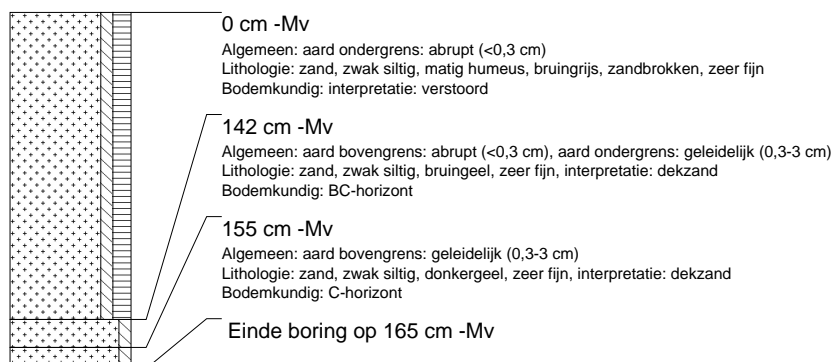 0 cm -Mv
Algemeen: aard ondergrens: abrupt (<0,3 cm)
Lithologie: zand, zwak siltig, matig humeus, bruingrijs, zandbrokken, zeer fijn
Bodemkundig: interpretatie: verstoord
142 cm -Mv
Algemeen: aard bovengrens: abrupt (<0,3 cm), aard ondergrens: geleidelijk (0,3-3 cm)
Lithologie: zand, zwak siltig, bruingeel, zeer fijn, interpretatie: dekzand
Bodemkundig: BC-horizont
155 cm -Mv
Algemeen: aard bovengrens: geleidelijk (0,3-3 cm)
Lithologie: zand, zwak siltig, donkergeel, zeer fijn, interpretatie: dekzand
Bodemkundig: C-horizont
Einde boring op 165 cm -Mv